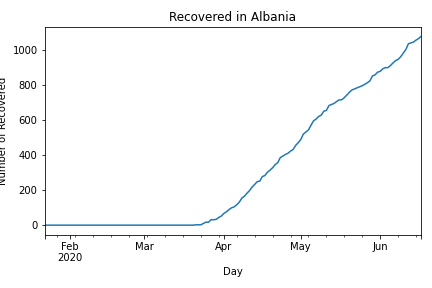 Recovered in Albania
Number of Recovered
1000
800
600
400
200
0
Feb
2020
Mar
Apr
May
Jun
Day